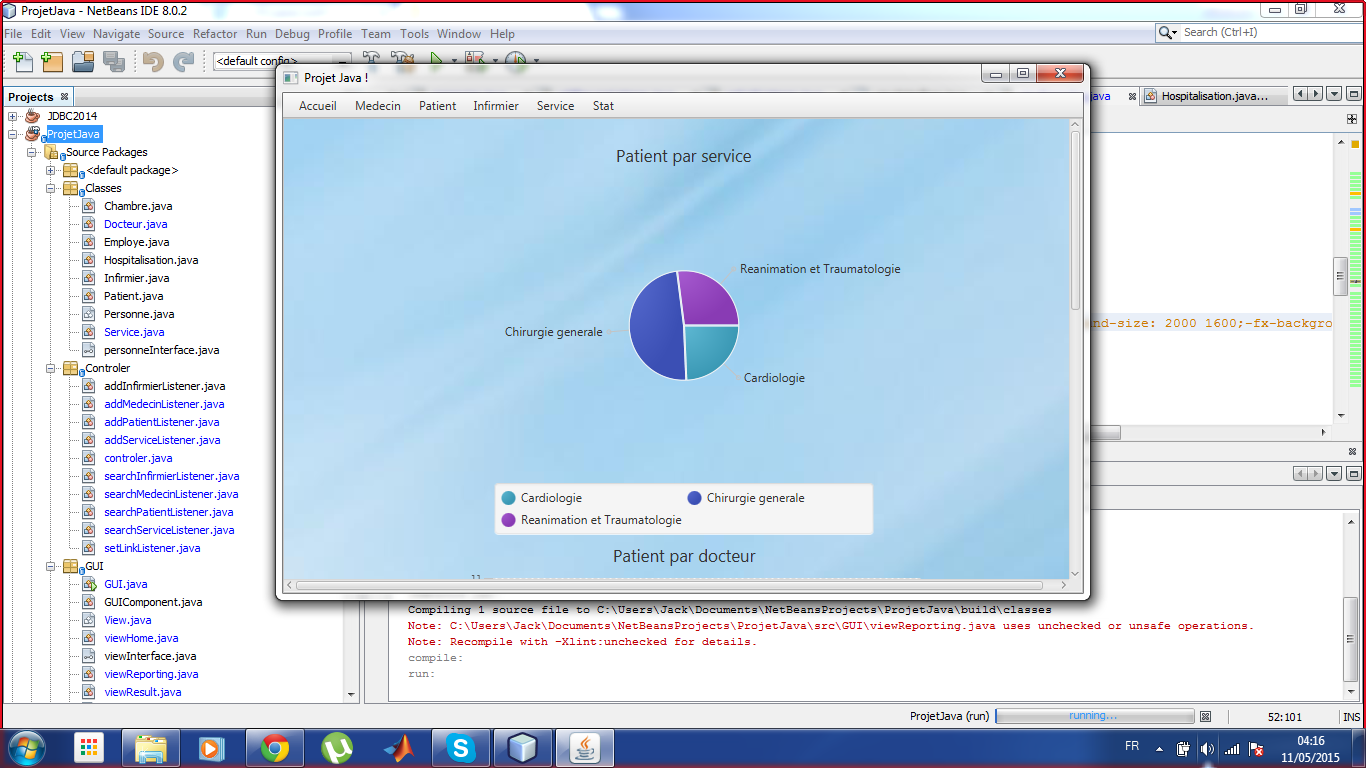 ProjetJava - NetBeans IDE 8.0.2
File Edit View Navigate Source Refactor Run Debug Profile Team Tools Window Help
Search (Ctrl+I)
<default config>
Projects
JDBC2014
ProjetJava
Source Packages
<default package>
Classes
Chambre.java
Docteur.java
Employe.java
Hospitalisation.java
Infirmier.java
Patient.java
Personne.java
Service.java
personneInterface.java
Controler
addInfirmierListener.java
addMedecinListener.java
addPatientListener.java
addServiceListener.java
controler.java
searchInfirmierListener.java
searchMedecinListener.java
searchPatientListener.java
searchServiceListener.java
setLinkListener.java
GUI
GUI.java
GUIComponent.java
View.java
viewHome.java
viewInterface.java
viewReporting.java
viewResult.java
Projet Java !
Accueil Medecin Patient Infirmier Service Stat
Patient par service
Reanimation et Traumatologie
Chirurgie generale
Cardiologie
Cardiologie Chirurgie generale
Reanimation et Traumatologie
Patient par docteur
Hospitalisation.java...
nd-size: 2000 1600;-fx-backgro
Compiling 1 source file to C:\Users\Jack\Documents\NetBeansProjects\ProjetJava\build\classes
Note: C:\Users\Jack\Documents\NetBeansProjects\ProjetJava\src\GUI\viewReporting.java uses unchecked or unsafe operations.
Note: Recompile with -Xlint:unchecked for details.
compile:
run:
ProjetJava (run) running... 52:101 INS
FR 04:16
11/05/2015